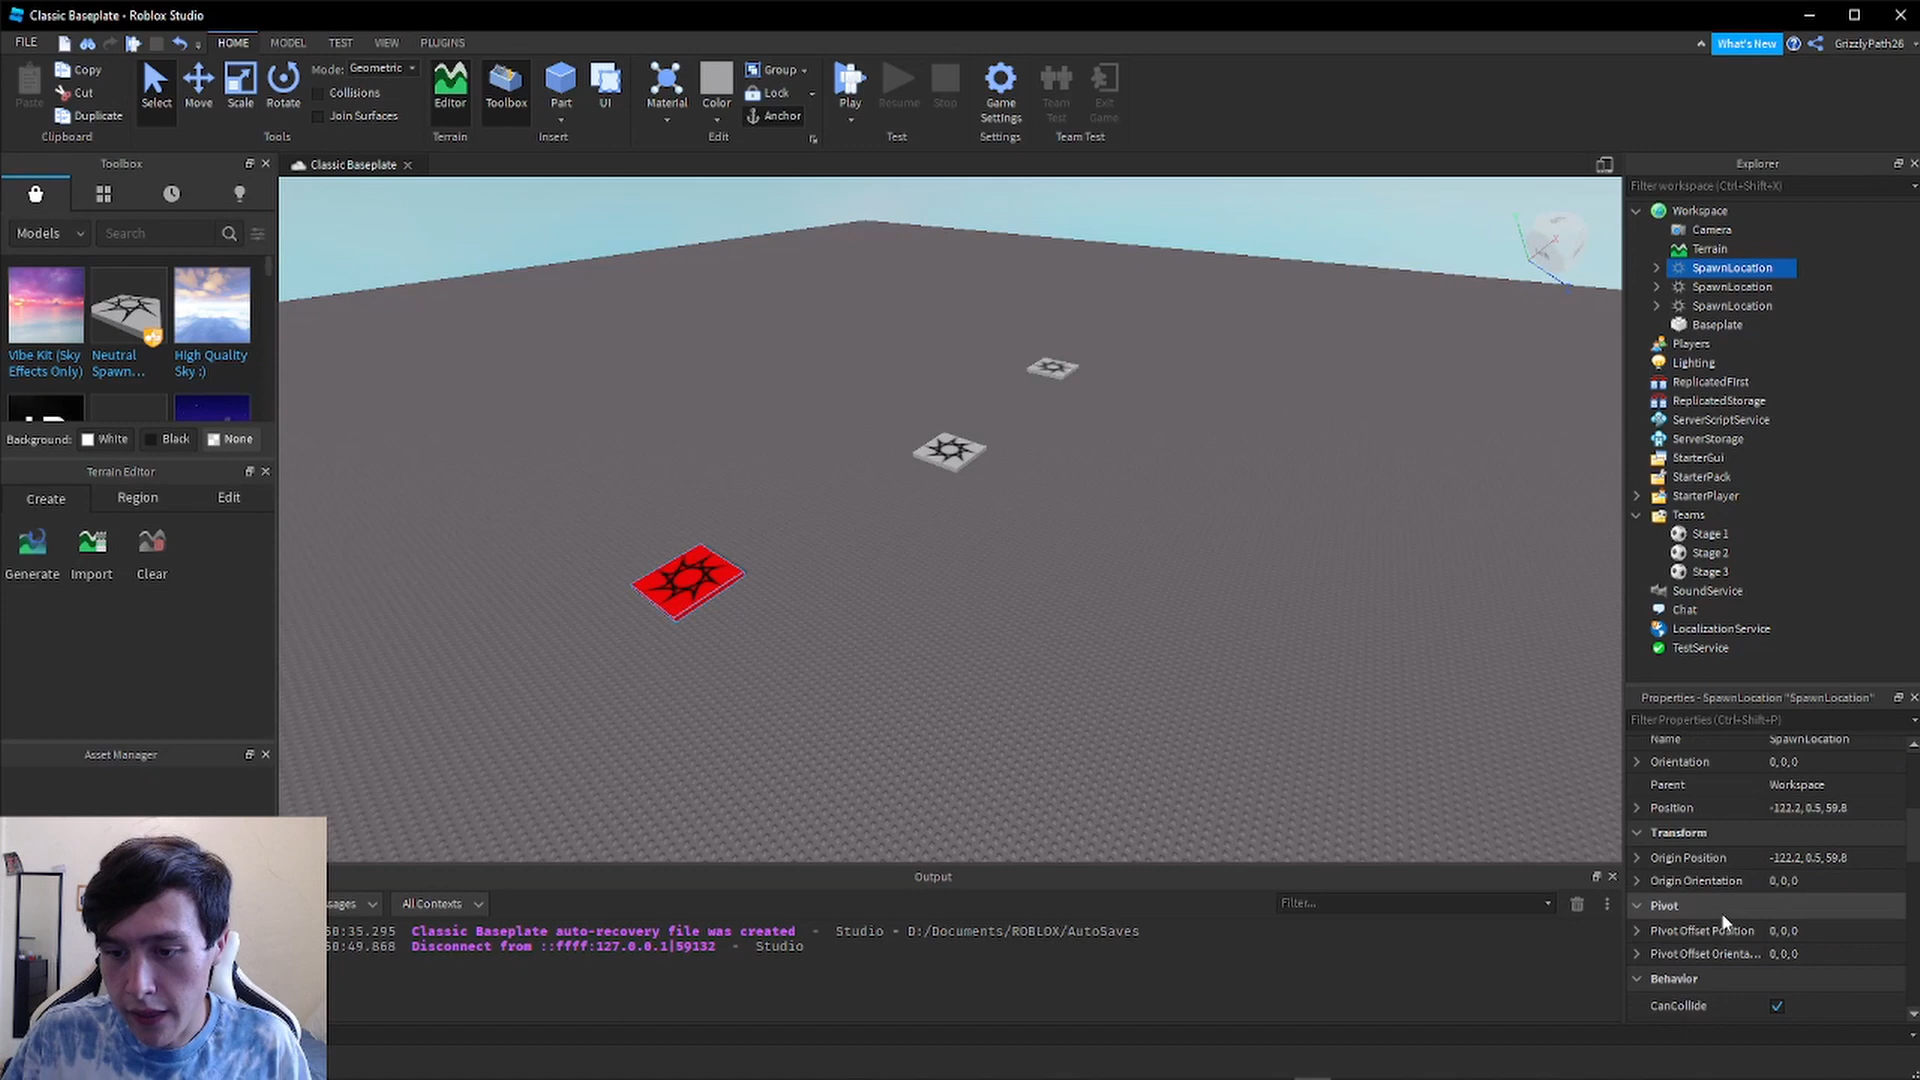 Classic Baseplate - Roblox Studio
FILE HOME MODEL TEST VIEW PLUGINS What's New GrizzlyPath26
Paste Copy Cut Duplicate Clipboard
Select Move Scale Rotate Mode: Geometric Collisions Join Surfaces Tools
Editor Terrain
Toolbox Part UI Insert
Material Color Group Lock Anchor Edit
Play Resume Stop Test
Game Settings Settings
Team Test Exit Game Team Test
Toolbox
Models Search
Vibe Kit (Sky Effects Only)
Neutral Spawn...
High Quality Sky :)
Background: White Black None
Terrain Editor
Create Region Edit
Generate Import Clear
Asset Manager
Classic Baseplate
Output
sages All Contexts Filter...
50:35.295 Classic Baseplate auto-recovery file was created - Studio - D:/Documents/ROBLOX/AutoSaves
50:49.868 Disconnect from ::ffff:127.0.0.1|59132 - Studio
Explorer
Filter workspace (Ctrl+Shift+X)
Workspace
Camera
Terrain
SpawnLocation
SpawnLocation
SpawnLocation
Baseplate
Players
Lighting
ReplicatedFirst
ReplicatedStorage
ServerScriptService
ServerStorage
StarterGui
StarterPack
StarterPlayer
Teams
Stage 1
Stage 2
Stage 3
SoundService
Chat
LocalizationService
TestService
Properties - SpawnLocation "SpawnLocation"
Filter Properties (Ctrl+Shift+P)
Name SpawnLocation
Orientation 0, 0, 0
Parent Workspace
Position -122.2, 0.5, 59.8
Transform
Origin Position -122.2, 0.5, 59.8
Origin Orientation 0, 0, 0
Pivot
Pivot Offset Position 0, 0, 0
Pivot Offset Orienta... 0, 0, 0
Behavior
CanCollide